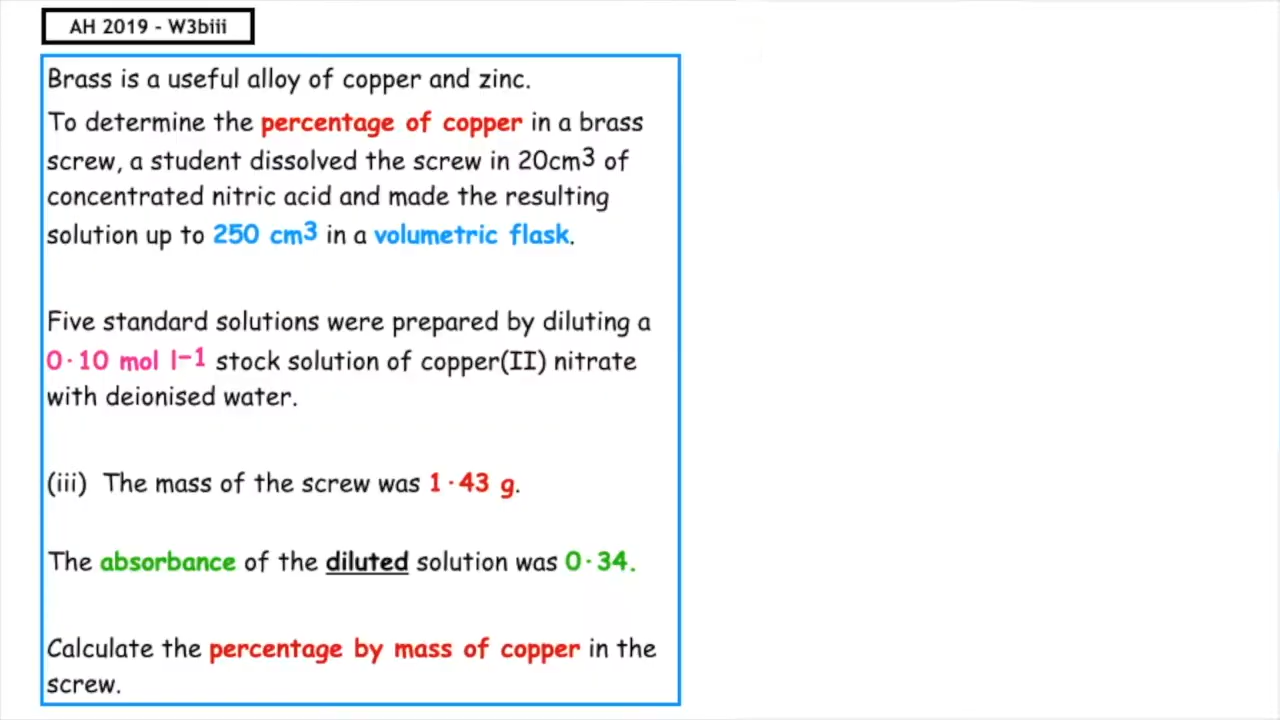 AH 2019 - W3biii
Brass is a useful alloy of copper and zinc.
To determine the percentage of copper in a brass
screw, a student dissolved the screw in 20cm3 of
concentrated nitric acid and made the resulting
solution up to 250 cm3 in a volumetric flask.
Five standard solutions were prepared by diluting a
0·10 mol l-1 stock solution of copper(II) nitrate
with deionised water.
(iii) The mass of the screw was 1·43 g.
The absorbance of the diluted solution was 0·34.
Calculate the percentage by mass of copper in the
screw.